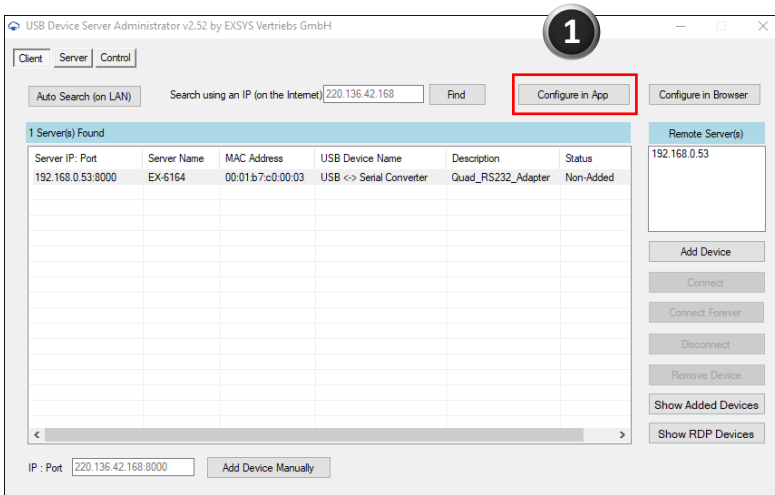 USB Device Server Administrator v2.52 by EXSYS Vertriebs GmbH
1
Client Server Control
Auto Search (on LAN) Search using an IP (on the Internet) 220.136.42.168 Find Configure in App Configure in Browser
1 Server(s) Found Remote Server(s)
Server IP: Port Server Name MAC Address USB Device Name Description Status 192.168.0.53
192.168.0.53:8000 EX-6164 00:01:b7:c0:00:03 USB <-> Serial Converter Quad_RS232_Adapter Non-Added
Add Device
Connect
Connect Forever
Disconnect
Remove Device
Show Added Devices
Show RDP Devices
IP : Port 220.136.42.168:8000 Add Device Manually